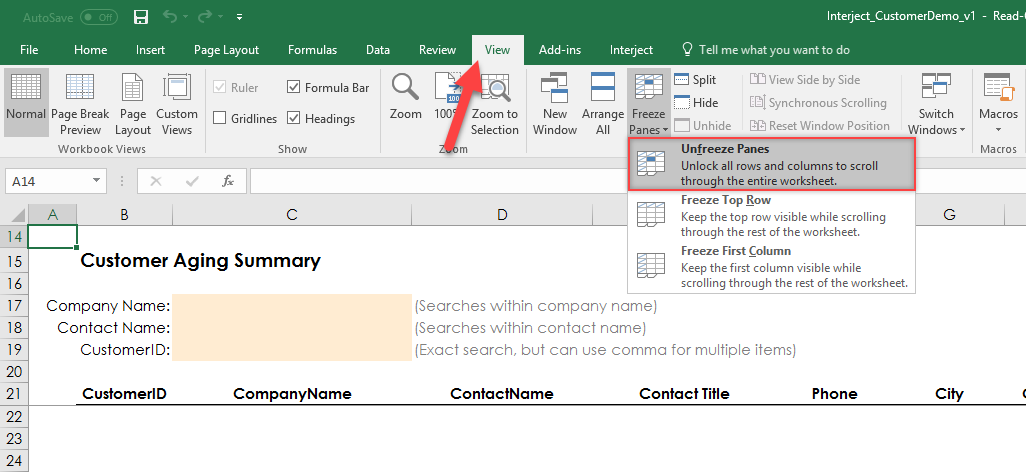 AutoSave Off Interject_CustomerDemo_v1 - Read-
File Home Insert Page Layout Formulas Data Review View Add-ins Interject Tell me what you want to do
Normal
Page Break
Preview
Page
Layout
Custom
Views
Workbook Views
Ruler
Formula Bar
Gridlines
Headings
Show
Zoom
100
100%
Zoom to
Selection
Zoom
New
Window
Arrange
All
Freeze
Panes
Split
Hide
Unhide
View Side by Side
Synchronous Scrolling
Reset Window Position
Switch
Windows
Macros
Macros
Unfreeze Panes
Unlock all rows and columns to scroll
through the entire worksheet.
Freeze Top Row
Keep the top row visible while scrolling
through the rest of the worksheet.
Freeze First Column
Keep the first column visible while
scrolling through the rest of the worksheet.
A14 fx
A B C D G
14
15 Customer Aging Summary
16
17 Company Name: (Searches within company name)
18 Contact Name: (Searches within contact name)
19 CustomerID: (Exact search, but can use comma for multiple items)
20
21 CustomerID CompanyName ContactName Contact Title Phone City
22
23
24